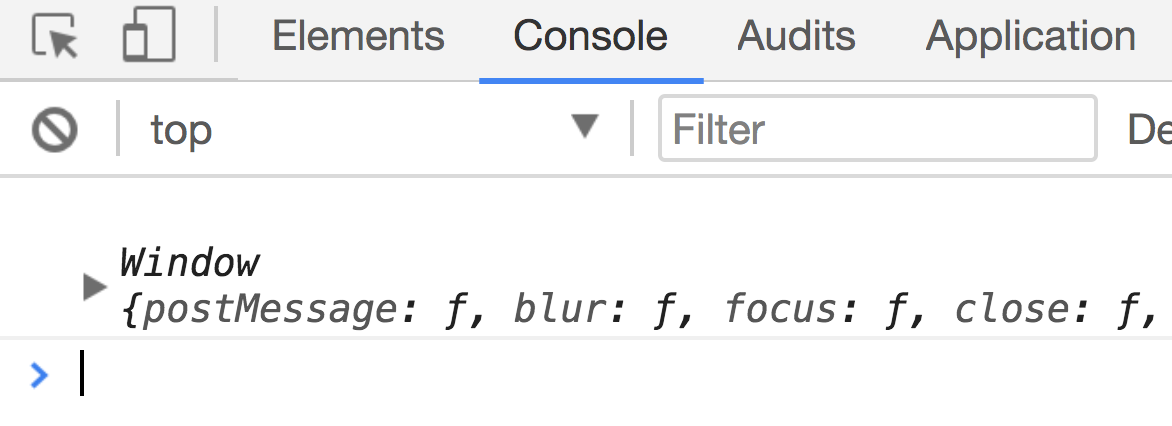 Elements Console Audits Application
top Filter De
Window
{postMessage: ƒ, blur: ƒ, focus: ƒ, close: ƒ,